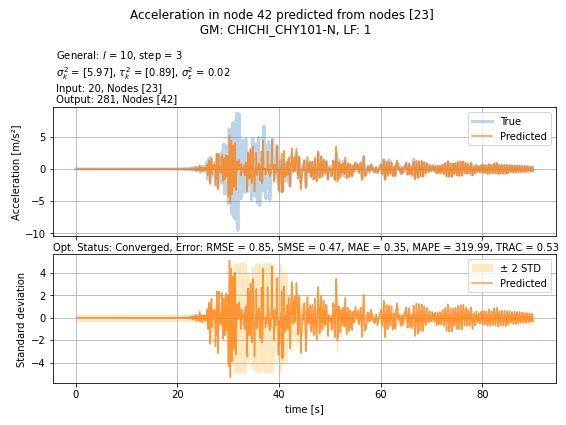 Acceleration in node 42 predicted from nodes [23]
GM: CHICHI_CHY101-N, LF: 1
General: l = 10, step = 3
σ²ₖ = [5.97], τ²ₖ = [0.89], σ²ₑ = 0.02
Input: 20, Nodes [23]
Output: 281, Nodes [42]
True
Predicted
Acceleration [m/s²]
5
0
−5
−10
Opt. Status: Converged, Error: RMSE = 0.85, SMSE = 0.47, MAE = 0.35, MAPE = 319.99, TRAC = 0.53
± 2 STD
Predicted
Standard deviation
4
2
0
−2
−4
0 20 40 60 80
time [s]